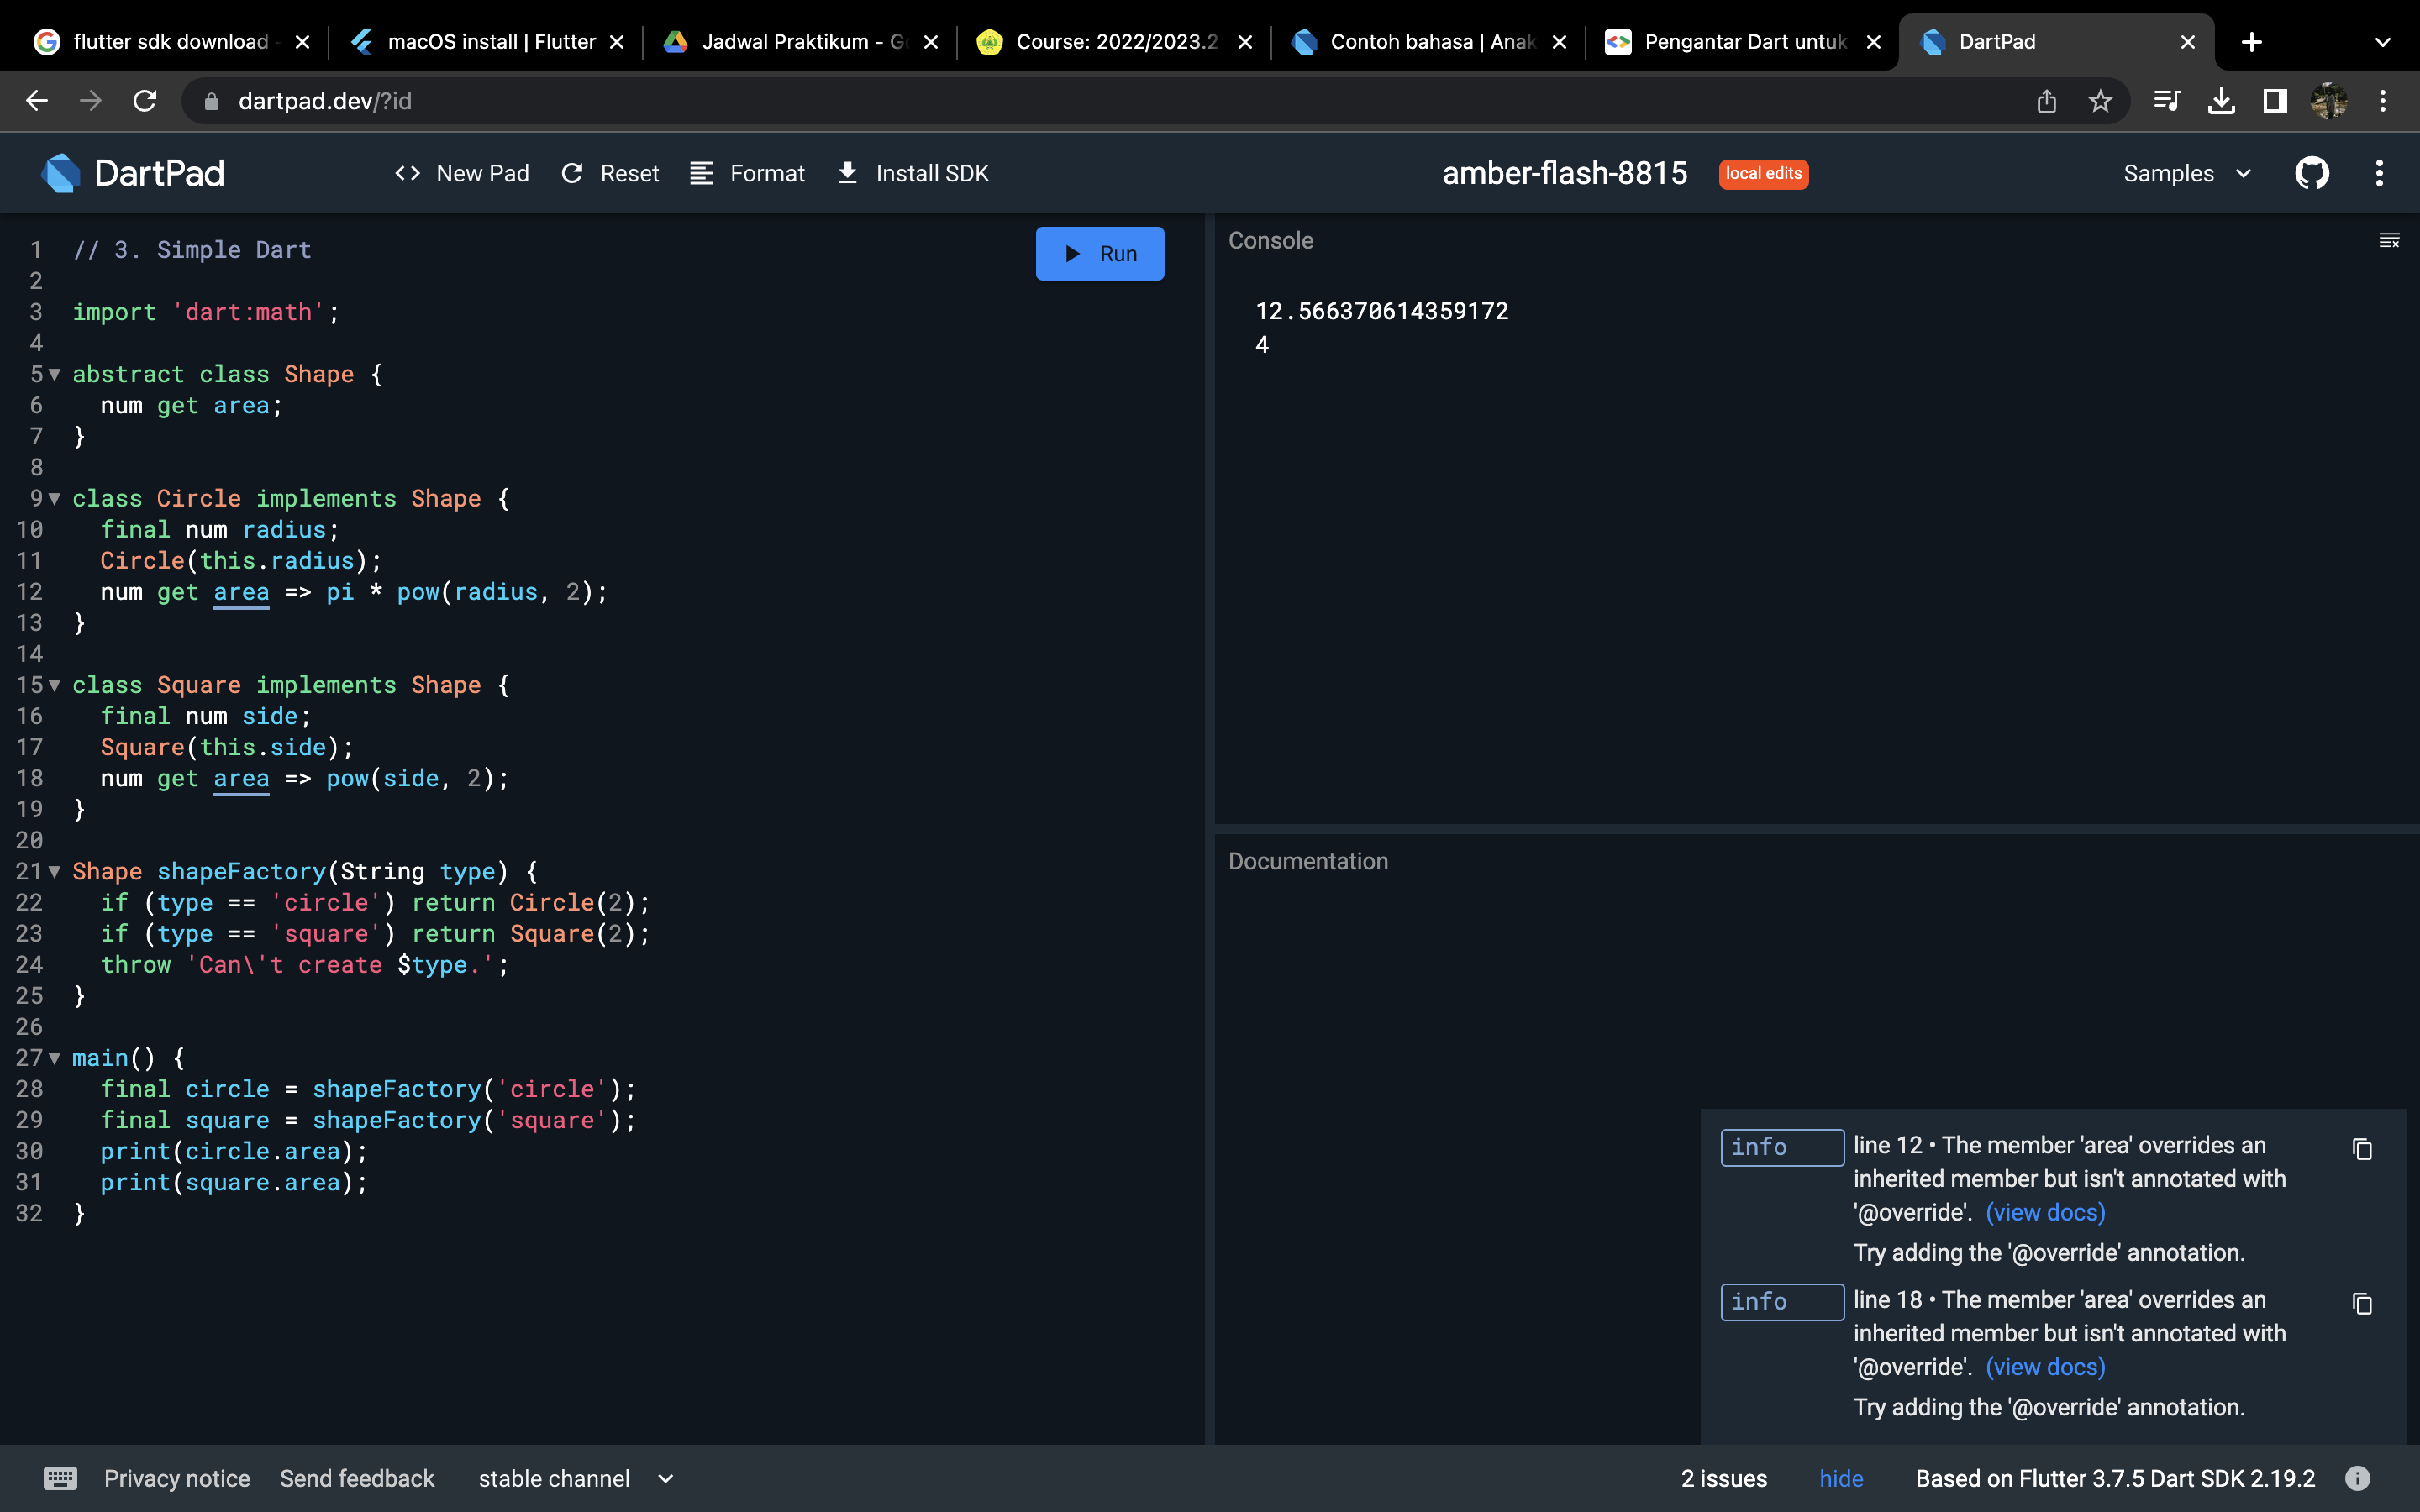 flutter sdk download
macOS install | Flutter
Jadwal Praktikum - Go
Course: 2022/2023.2
Contoh bahasa | Anak
Pengantar Dart untuk
DartPad
dartpad.dev/?id
DartPad
<> New Pad
Reset
Format
Install SDK
amber-flash-8815
local edits
Samples
1 // 3. Simple Dart
2
3 import 'dart:math';
4
5 abstract class Shape {
6   num get area;
7 }
8
9 class Circle implements Shape {
10   final num radius;
11   Circle(this.radius);
12   num get area => pi * pow(radius, 2);
13 }
14
15 class Square implements Shape {
16   final num side;
17   Square(this.side);
18   num get area => pow(side, 2);
19 }
20
21 Shape shapeFactory(String type) {
22   if (type == 'circle') return Circle(2);
23   if (type == 'square') return Square(2);
24   throw 'Can\'t create $type.';
25 }
26
27 main() {
28   final circle = shapeFactory('circle');
29   final square = shapeFactory('square');
30   print(circle.area);
31   print(square.area);
32 }
Run
Console
12.566370614359172
4
Documentation
info
line 12 • The member 'area' overrides an
inherited member but isn't annotated with
'@override'. (view docs)
Try adding the '@override' annotation.
info
line 18 • The member 'area' overrides an
inherited member but isn't annotated with
'@override'. (view docs)
Try adding the '@override' annotation.
Privacy notice
Send feedback
stable channel
2 issues
hide
Based on Flutter 3.7.5 Dart SDK 2.19.2